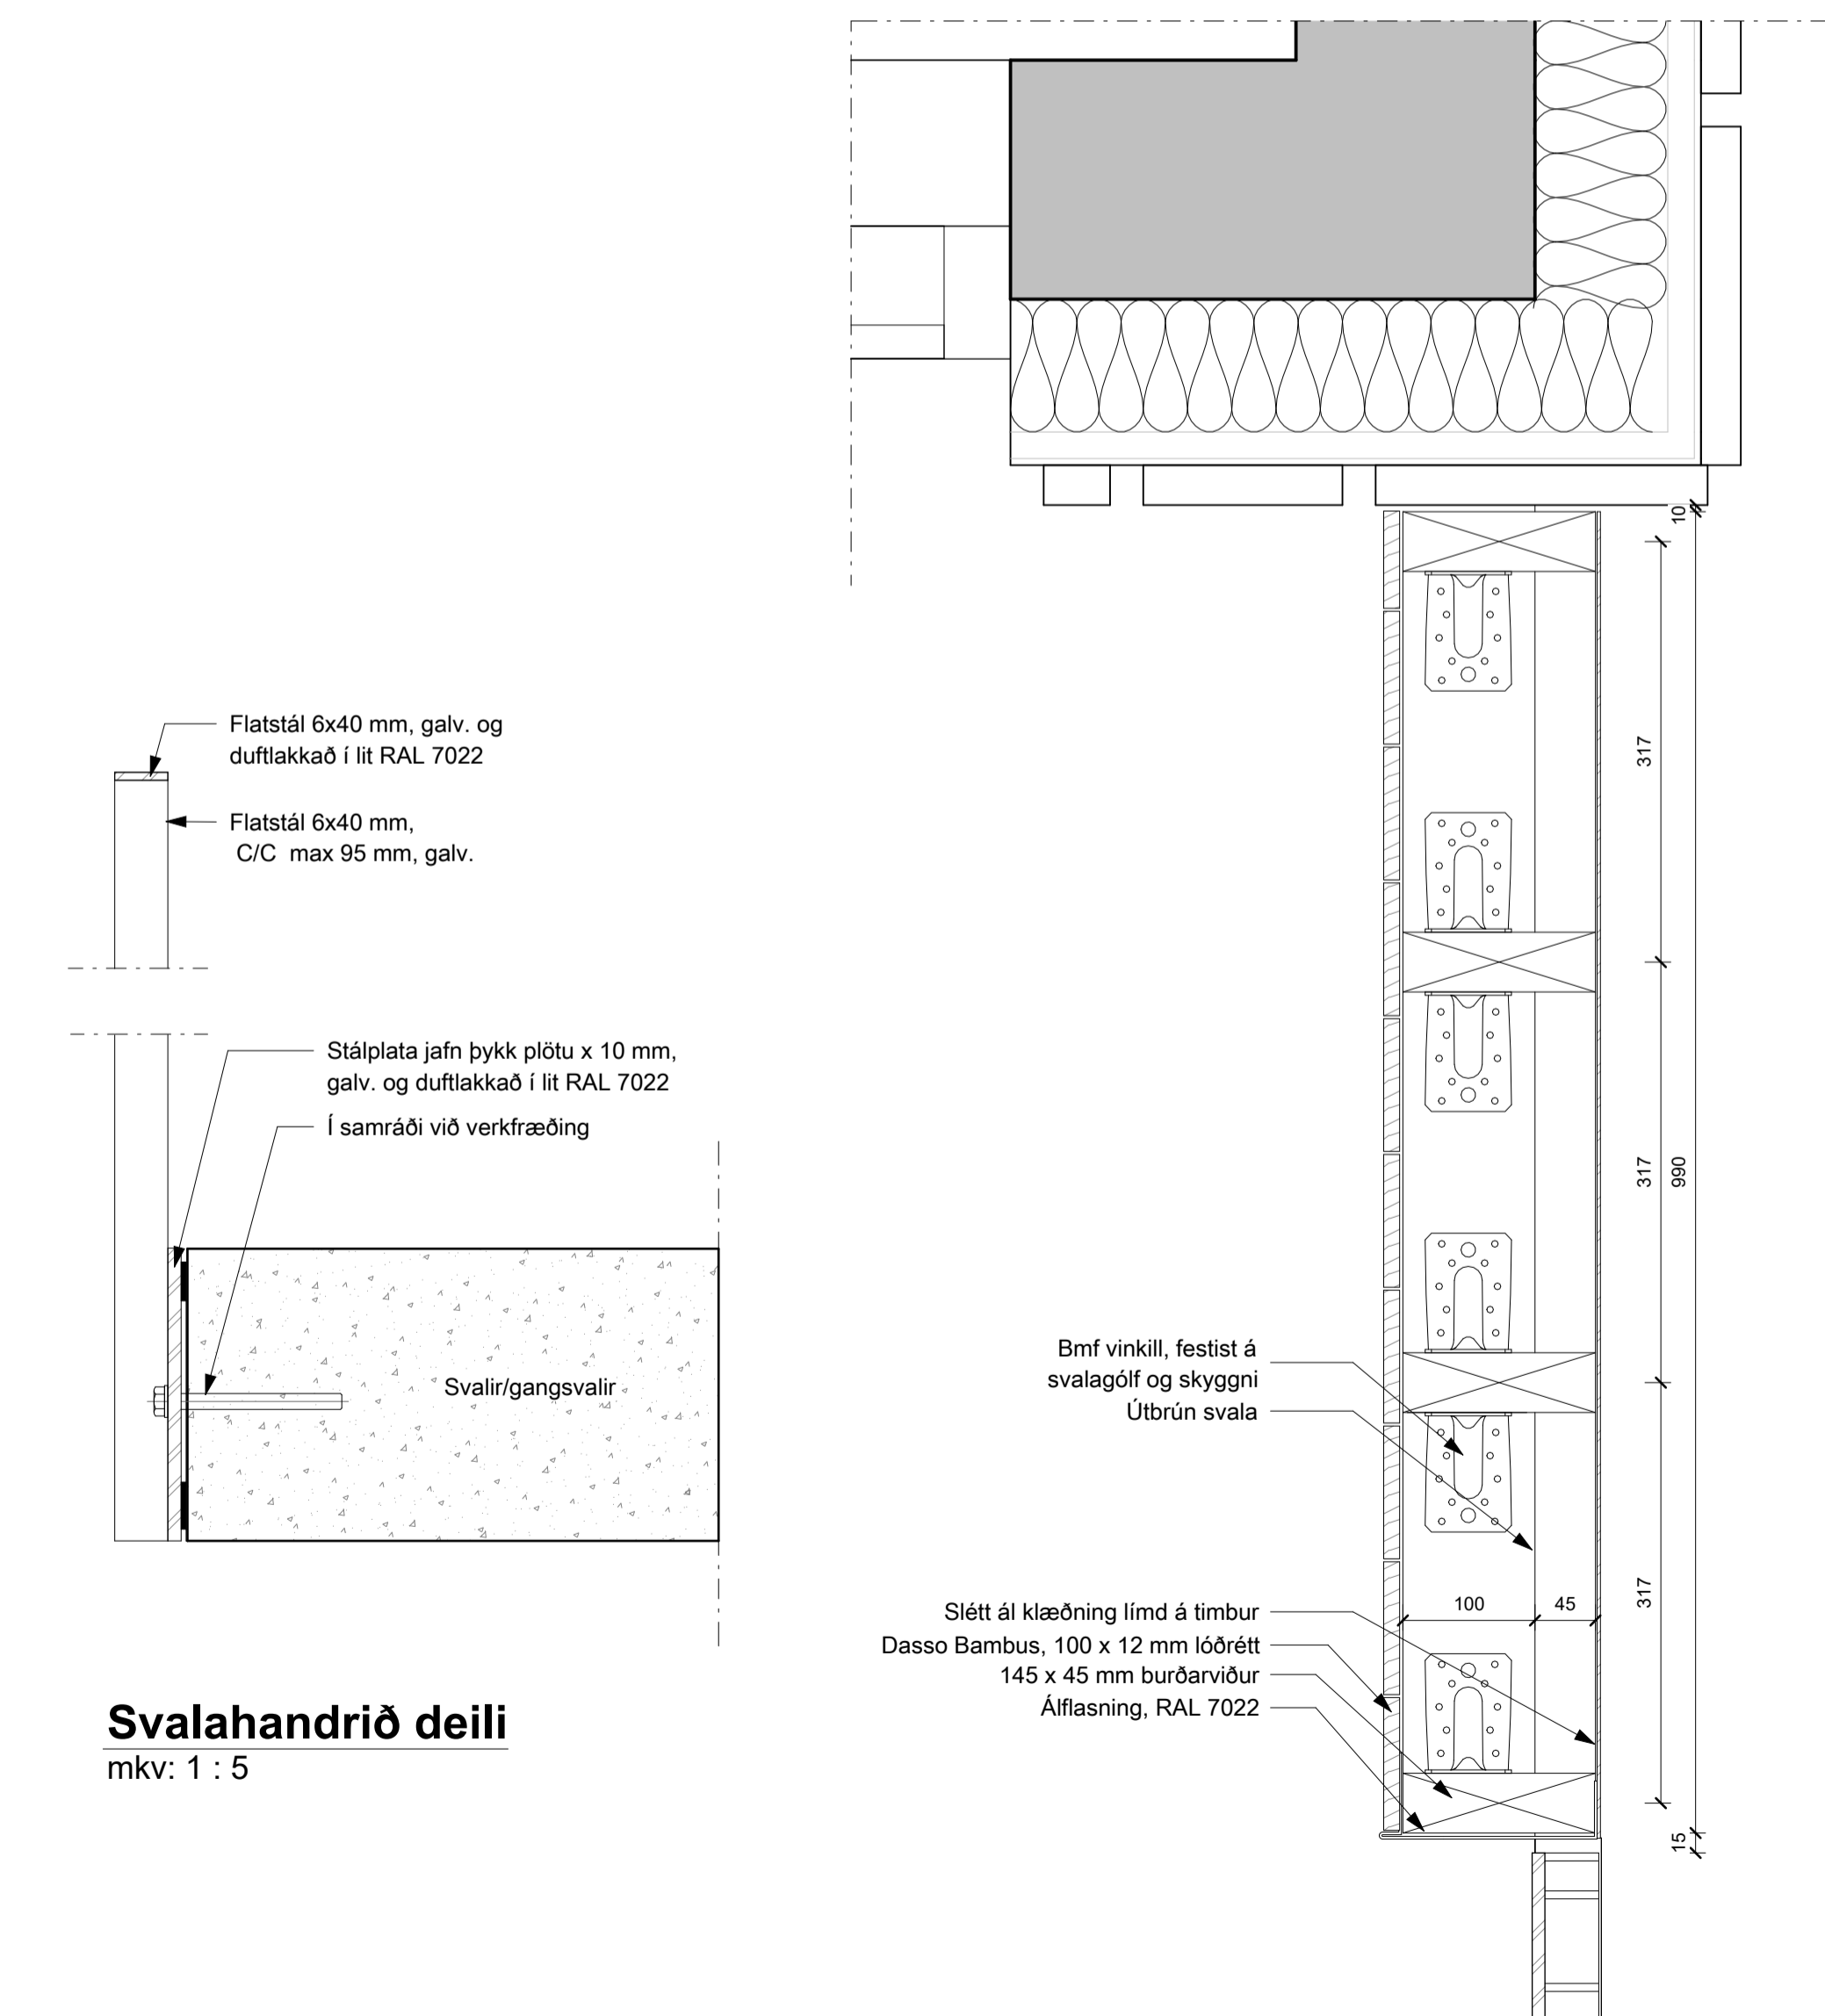 Flatstál 6x40 mm, galv. og
duftlakkað í lit RAL 7022
Flatstál 6x40 mm,
C/C max 95 mm, galv.
Stálplata jafn þykk plötu x 10 mm,
galv. og duftlakkað í lit RAL 7022
Í samráði við verkfræðing
Svalir/gangsvalir
Svalahandrið deili
mkv: 1 : 5
10
317
317
990
Bmf vinkill, festist á
svalagólf og skyggni
Útbrún svala
317
100
45
Slétt ál klæðning límd á timbur
Dasso Bambus, 100 x 12 mm lóðrétt
145 x 45 mm burðarviður
Álflasning, RAL 7022
15